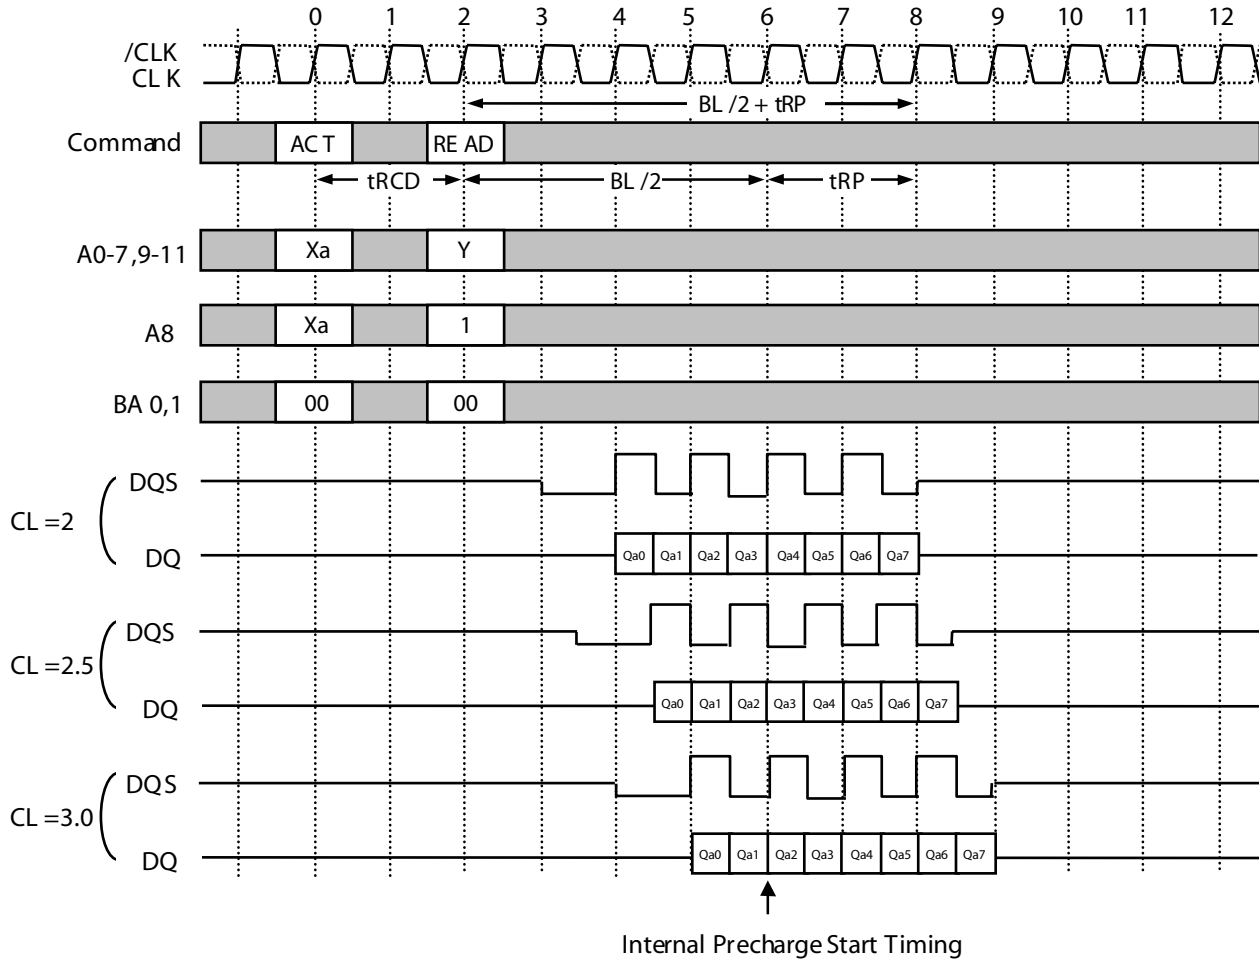 0 1 2 3 4 5 6 7 8 9 10 11 12
/CLK
CLK
BL /2 + tRP
Command ACT READ
tRCD BL /2 tRP
A0-7,9-11 Xa Y
A8 Xa 1
BA 0,1 00 00
DQS
CL =2
DQ Qa0 Qa1 Qa2 Qa3 Qa4 Qa5 Qa6 Qa7
DQS
CL =2.5
DQ Qa0 Qa1 Qa2 Qa3 Qa4 Qa5 Qa6 Qa7
DQS
CL =3.0
DQ Qa0 Qa1 Qa2 Qa3 Qa4 Qa5 Qa6 Qa7
Internal Precharge Start Timing